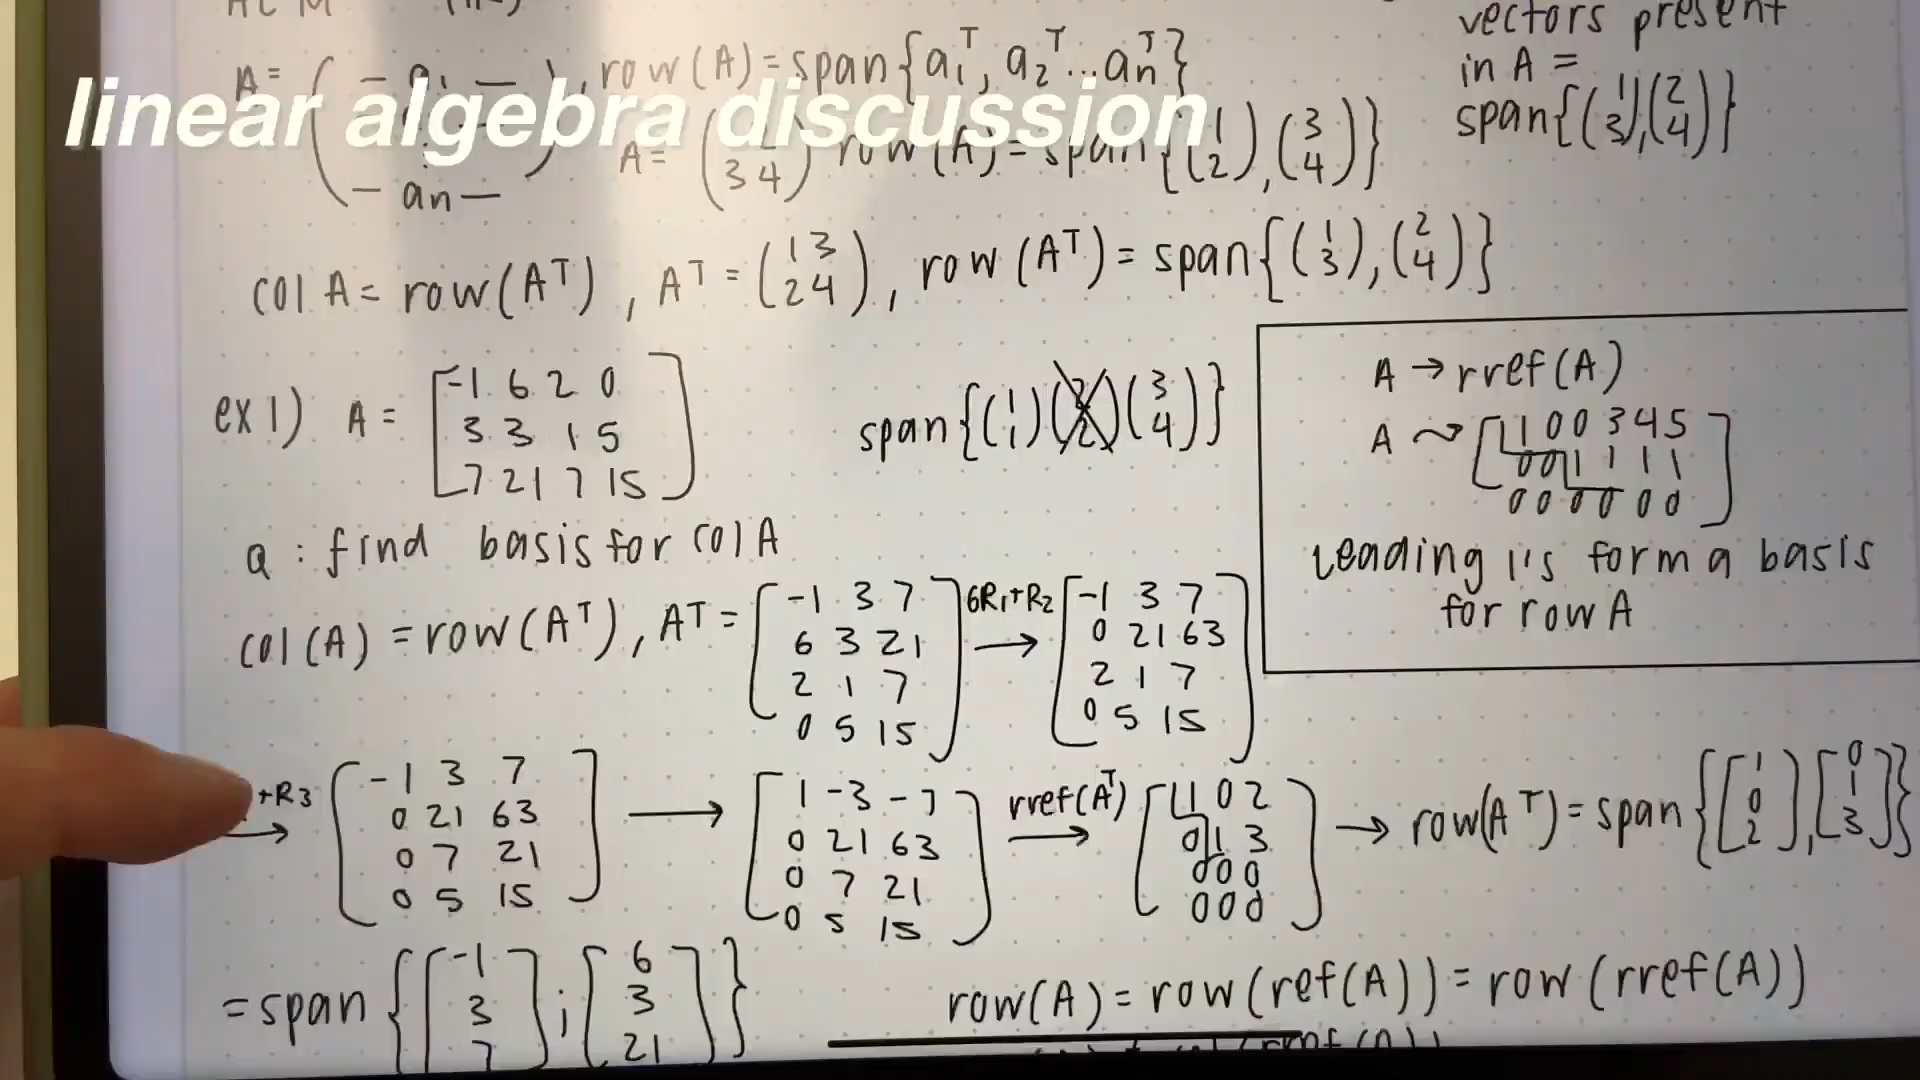 linear algebra discussion
A = ( — a₁ — ), row(A) = span{a₁ᵀ, a₂ᵀ ... aₙᵀ}
— an —
A = ( 3 4 ) row(A) = span{(1 2), (3 4)}
vectors present
in A =
span{(1 3), (2 4)}
col A = row(Aᵀ), Aᵀ = (1 3 2 4), row(Aᵀ) = span{(1 3), (2 4)}
ex 1) A = [-1 6 2 0
3 3 1 5
7 21 7 15]
span{(1 1) (2 2) (3 4)}
A → rref(A)
A ~> [1 1 0 0 3 4 5
0 0 1 1 1 1
0 0 0 0 0 0]
leading 1's form a basis
for row A
a : find basis for col A
col(A) = row(Aᵀ), Aᵀ = [-1 3 7
6 3 21
2 1 7
0 5 15]
6R₁+R₂ → [-1 3 7
0 21 63
2 1 7
0 5 15]
+R3 → [-1 3 7
0 21 63
0 7 21
0 5 15]
→ [1 -3 -7
0 21 63
0 7 21
0 5 15]
rref(Aᵀ) → [1 0 2
0 1 3
0 0 0
0 0 0]
→ row(Aᵀ) = span{[1 0 2], [0 1 3]}
= span{[-1 3 7]; [6 3 21]}
row(A) = row(ref(A)) = row(rref(A))